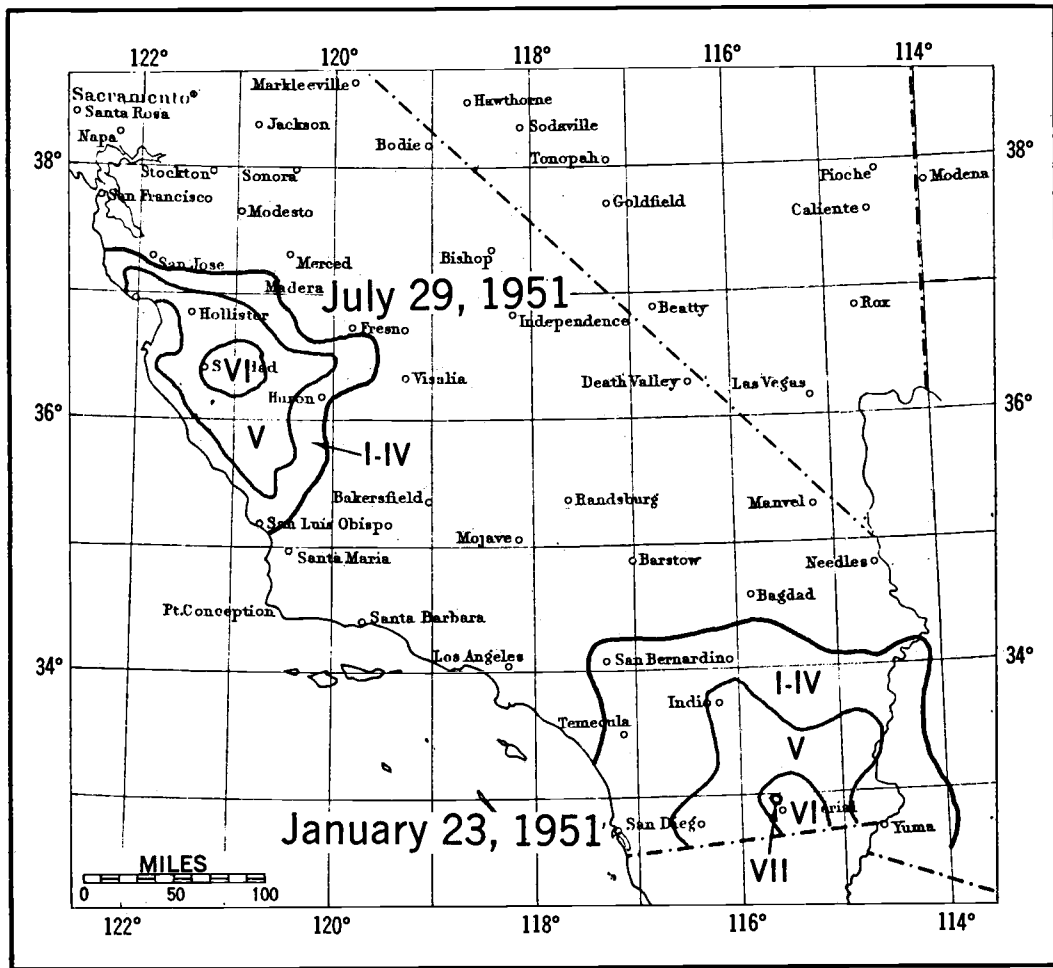 122° 120° 118° 116° 114°
Markleeville
Sacramento
Hawthorne
Santa Rosa
Jackson
Sodaville
Napa
Bodie
Tonopah
38° 38°
Stockton
Sonora
Pioche
Modena
San Francisco
Modesto
Goldfield
Caliente
San Jose
Merced
Bishop
Madera
July 29, 1951
Hollister
Fresno
Independence
Beatty
Rox
VI
Visalia
Death Valley
Las Vegas
Huron
36° 36°
V
I-IV
Bakersfield
Randsburg
Manvel
San Luis Obispo
Mojave
Santa Maria
Barstow
Needles
Bagdad
Pt. Conception
Santa Barbara
Los Angeles
San Bernardino
34° 34°
I-IV
Indio
Temecula
V
VI
January 23, 1951
San Diego
Yuma
MILES
VII
0 50 100
122° 120° 118° 116° 114°